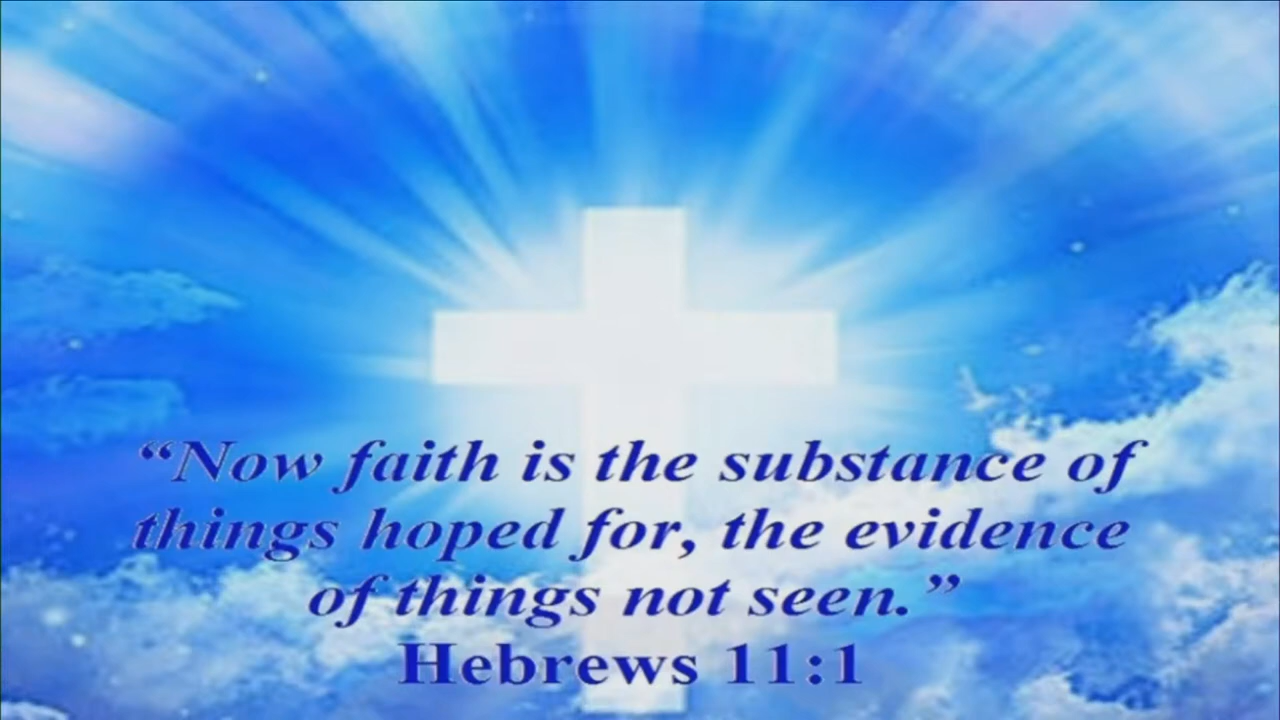 “Now faith is the substance of
things hoped for, the evidence
of things not seen.”
Hebrews 11:1